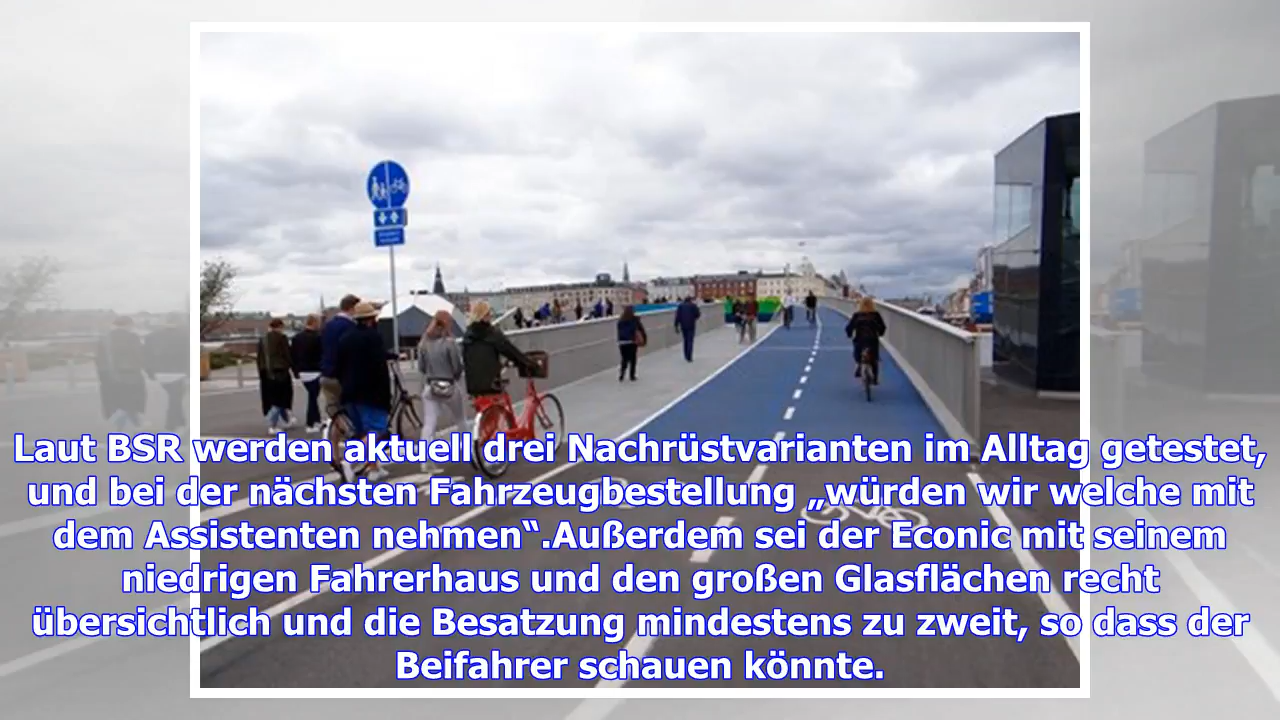 Laut BSR werden aktuell drei Nachrüstvarianten im Alltag getestet,
und bei der nächsten Fahrzeugbestellung „würden wir welche mit
dem Assistenten nehmen“.Außerdem sei der Econic mit seinem
niedrigen Fahrerhaus und den großen Glasflächen recht
übersichtlich und die Besatzung mindestens zu zweit, so dass der
Beifahrer schauen könnte.